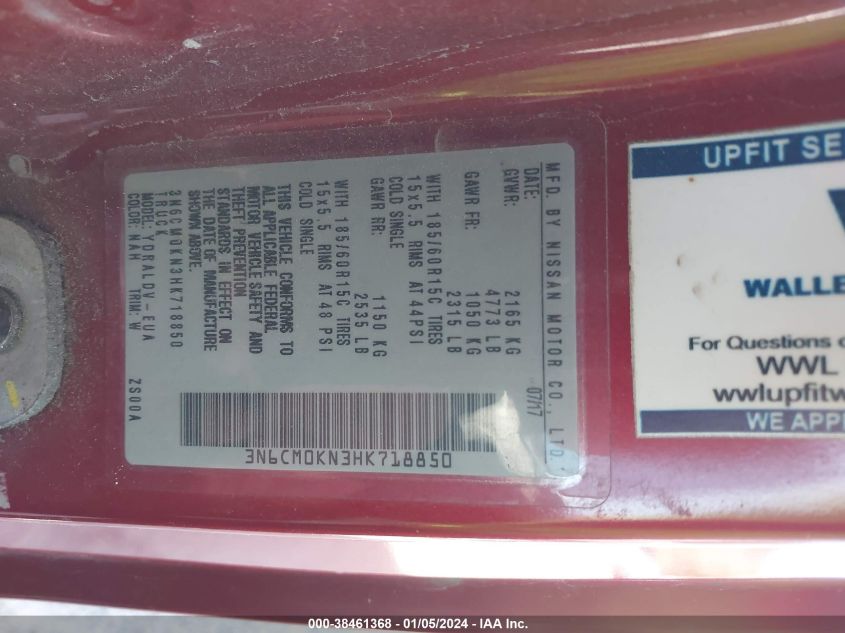 MFD. BY NISSAN MOTOR CO., LTD.
DATE: 07/17
GVWR: 2165 KG
4773 LB
GAWR FR: 1050 KG
2315 LB
WITH 185/60R15C TIRES
15x5.5 RIMS AT 44PSI
COLD SINGLE
GAWR RR: 1150 KG
2535 LB
WITH 185/60R15C TIRES
15x5.5 RIMS AT 48 PSI
COLD SINGLE
THIS VEHICLE CONFORMS TO
ALL APPLICABLE FEDERAL
MOTOR VEHICLE SAFETY AND
THEFT PREVENTION
STANDARDS IN EFFECT ON
THE DATE OF MANUFACTURE
SHOWN ABOVE.
3N6CM0KN3HK718850
TRUCK
MODEL: YDRALDV-EUA
COLOR: NAH TRIM: W ZS00A
3N6CM0KN3HK718850
UPFIT SE
WALLE
For Questions
WWL
wwlupfitw
WE APP
000-38461368 - 01/05/2024 - IAA Inc.